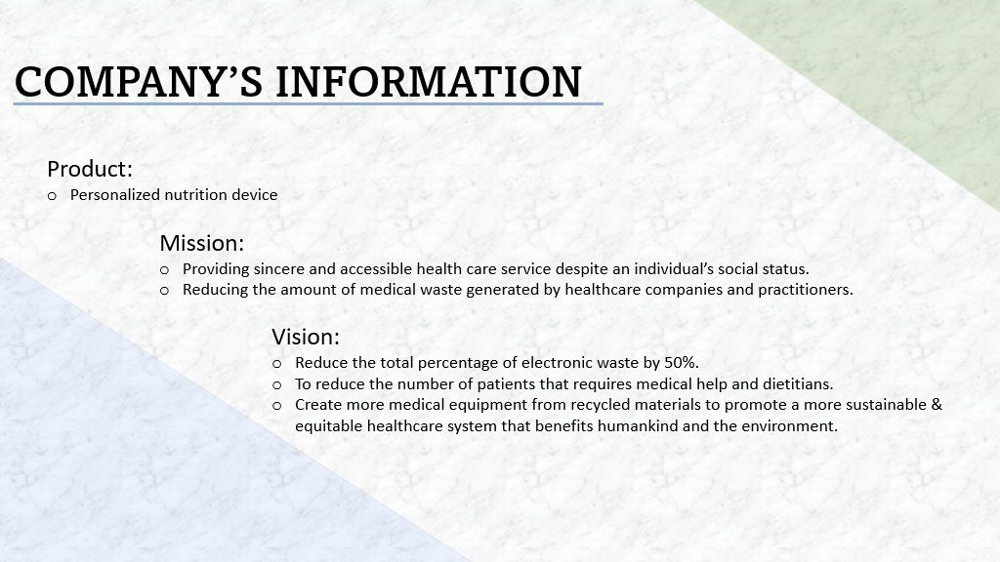 COMPANY’S INFORMATION
Product:
o Personalized nutrition device
Mission:
o Providing sincere and accessible health care service despite an individual’s social status.
o Reducing the amount of medical waste generated by healthcare companies and practitioners.
Vision:
o Reduce the total percentage of electronic waste by 50%.
o To reduce the number of patients that requires medical help and dietitians.
o Create more medical equipment from recycled materials to promote a more sustainable &
equitable healthcare system that benefits humankind and the environment.